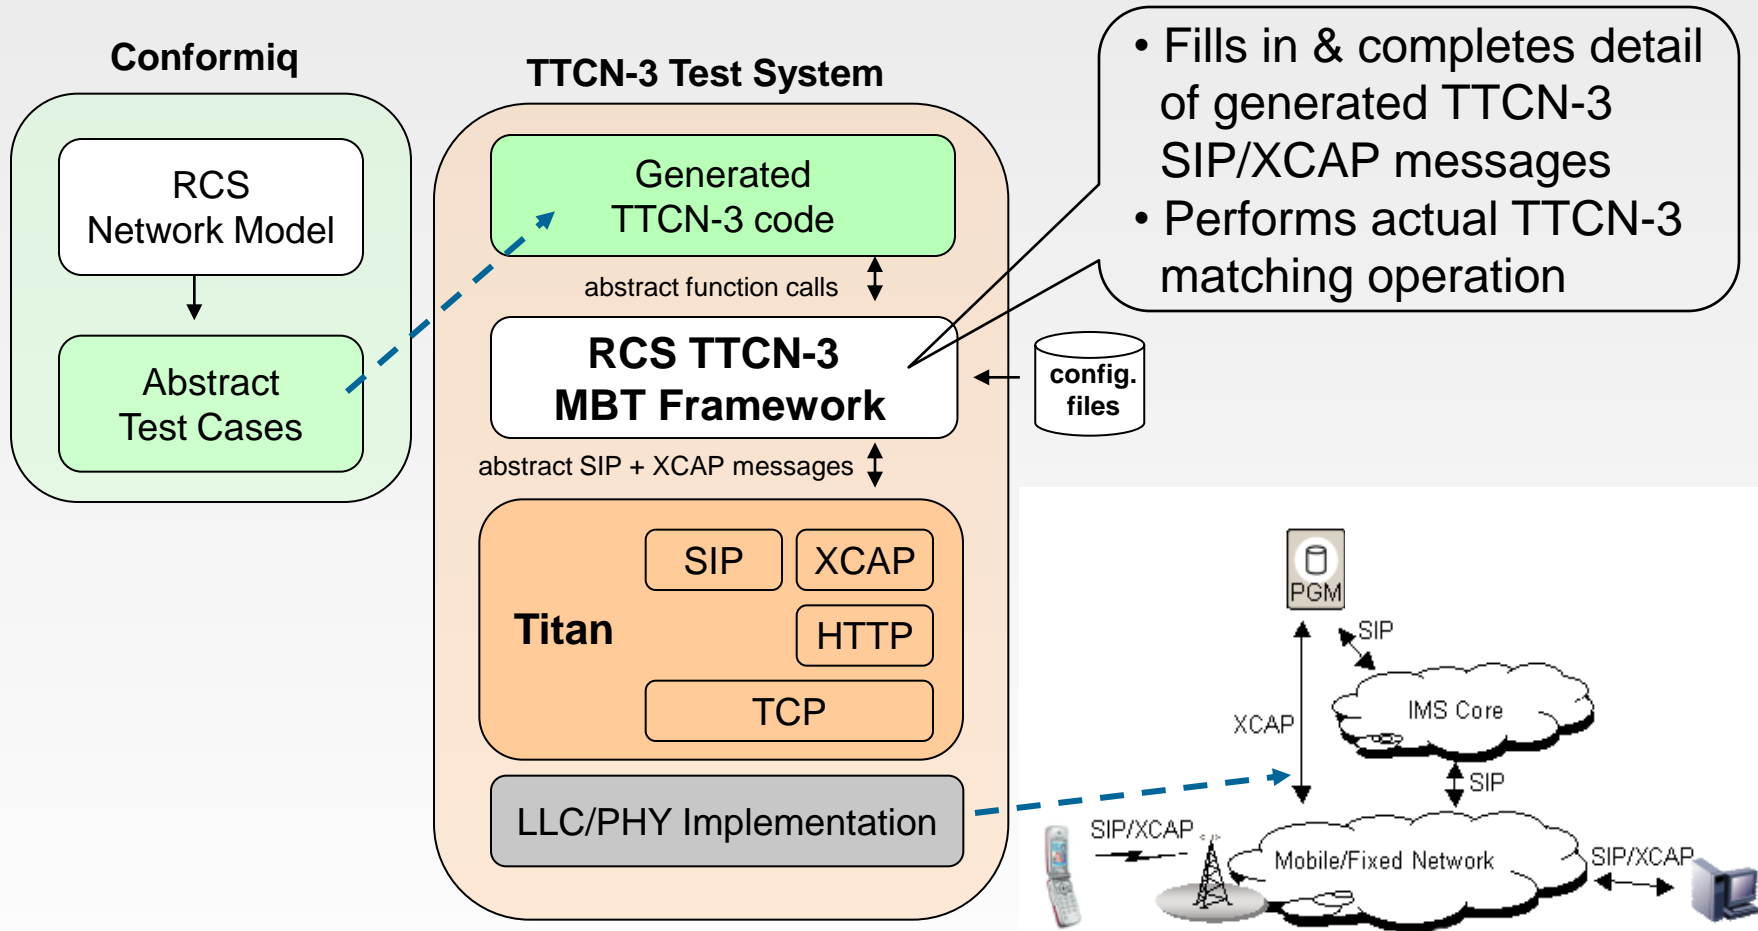 Conformiq
RCS
Network Model
Abstract
Test Cases
TTCN-3 Test System
Generated
TTCN-3 code
abstract function calls
RCS TTCN-3
MBT Framework
abstract SIP + XCAP messages
Titan
SIP
XCAP
HTTP
TCP
LLC/PHY Implementation
• Fills in & completes detail
of generated TTCN-3
SIP/XCAP messages
• Performs actual TTCN-3
matching operation
config.
files
PGM
SIP
IMS Core
XCAP
SIP
SIP/XCAP
Mobile/Fixed Network
SIP/XCAP